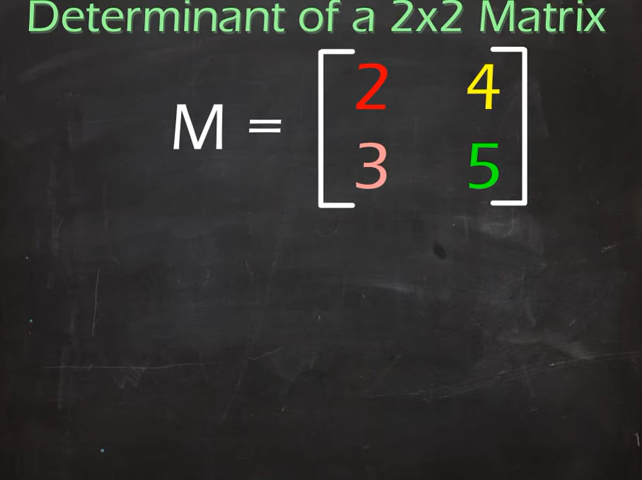 Determinant of a 2x2 Matrix
M = [2 4
3 5]